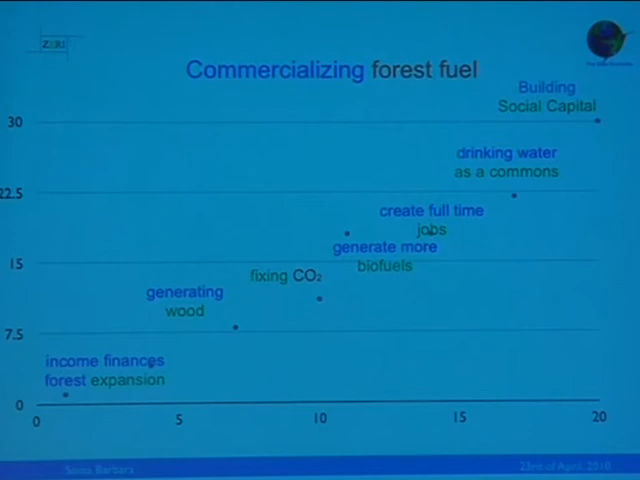 ZERI
Commercializing forest fuel
Building
Social Capital
30
drinking water
as a commons
22.5
create full time
jobs
generate more
biofuels
15
fixing CO₂
generating
wood
7.5
income finances
forest expansion
0
0 5 10 15 20
Santa Barbara 23rd of April, 2010